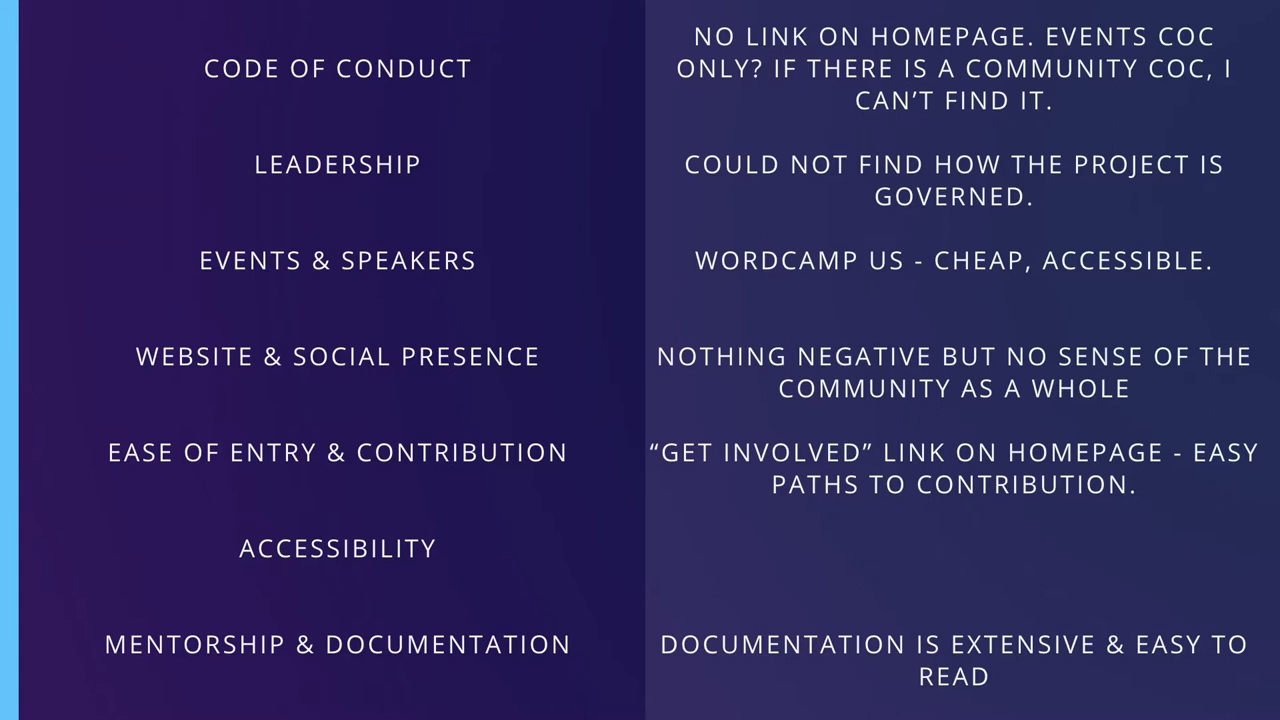 CODE OF CONDUCT
NO LINK ON HOMEPAGE. EVENTS COC
ONLY? IF THERE IS A COMMUNITY COC, I
CAN’T FIND IT.
LEADERSHIP
COULD NOT FIND HOW THE PROJECT IS
GOVERNED.
EVENTS & SPEAKERS
WORDCAMP US - CHEAP, ACCESSIBLE.
WEBSITE & SOCIAL PRESENCE
NOTHING NEGATIVE BUT NO SENSE OF THE
COMMUNITY AS A WHOLE
EASE OF ENTRY & CONTRIBUTION
“GET INVOLVED” LINK ON HOMEPAGE - EASY
PATHS TO CONTRIBUTION.
ACCESSIBILITY
MENTORSHIP & DOCUMENTATION
DOCUMENTATION IS EXTENSIVE & EASY TO
READ